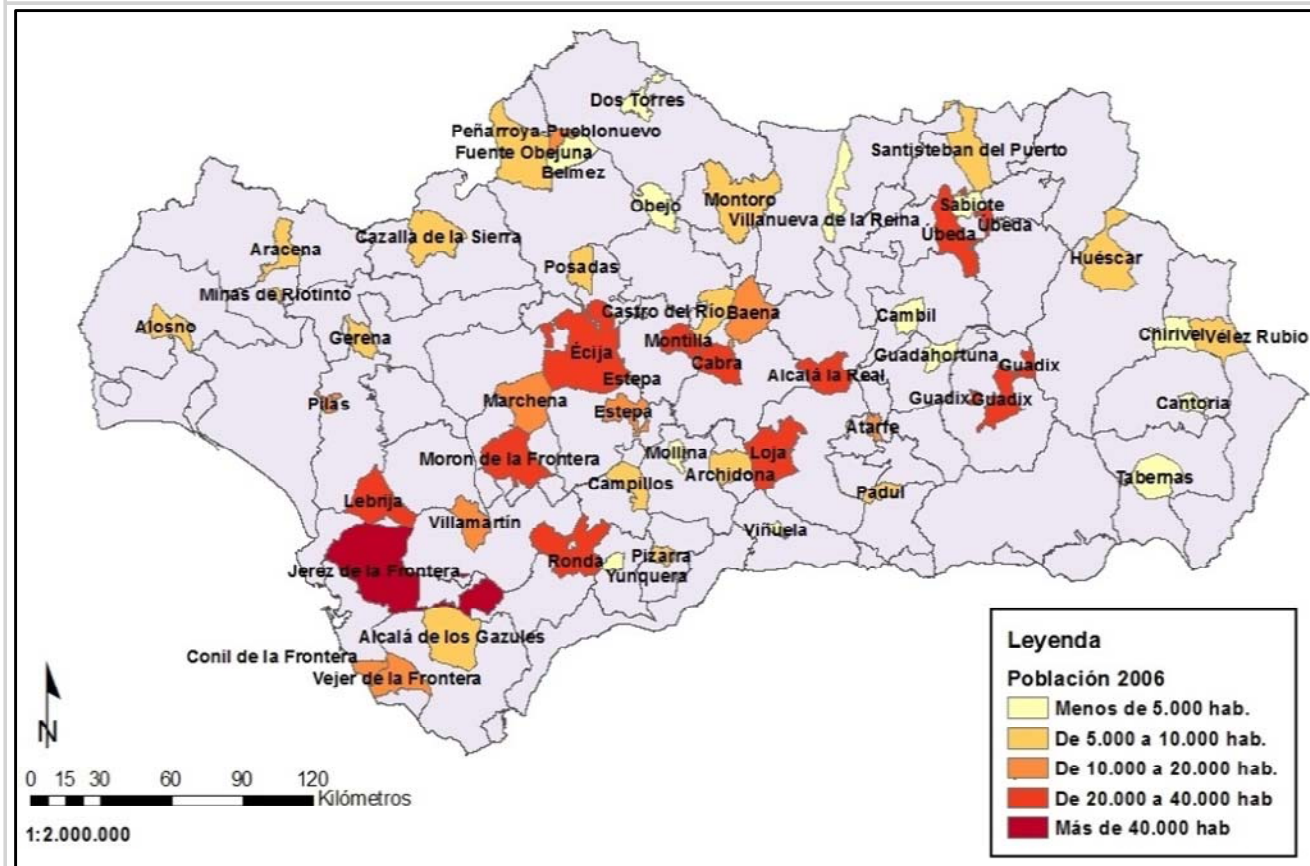 Dos Torres
Peñarroya-Pueblonuevo
Fuente Obejuna
Belmez
Santisteban del Puerto
Obejo
Montoro
Villanueva de la Reina
Sabiote
Úbeda
Úbeda
Aracena
Cazalla de la Sierra
Posadas
Huéscar
Minas de Riotinto
Alosno
Gerena
Castro del Río
Baena
Cambil
Montilla
Chirivel
Vélez Rubio
Écija
Cabra
Guadahortuna
Guadix
Estepa
Alcalá la Real
Marchena
Pilas
Estepa
Guadix
Guadix
Cantoria
Atarfe
Moron de la Frontera
Mollina
Loja
Archidona
Campillos
Tabernas
Padul
Lebrija
Villamartín
Viñuela
Ronda
Pizarra
Yunquera
Jerez de la Frontera
Alcalá de los Gazules
Conil de la Frontera
Vejer de la Frontera
N
0 15 30 60 90 120
Kilómetros
1:2.000.000
Leyenda
Población 2006
Menos de 5.000 hab.
De 5.000 a 10.000 hab.
De 10.000 a 20.000 hab.
De 20.000 a 40.000 hab
Más de 40.000 hab